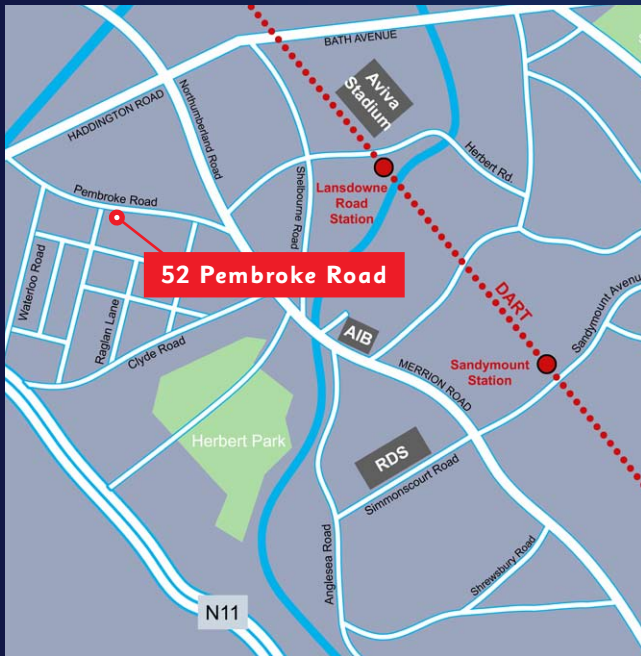 BATH AVENUE
Aviva
Stadium
HADDINGTON ROAD
Northumberland Road
Herbert Rd.
Lansdowne
Road
Station
Shelbourne Road
Pembroke Road
52 Pembroke Road
Waterloo Road
Raglan Lane
Clyde Road
DART
Sandymount Avenu
AIB
MERRION ROAD
Sandymount
Station
Herbert Park
RDS
Simmonscourt Road
Anglesea Road
Shrewsbury Road
N11